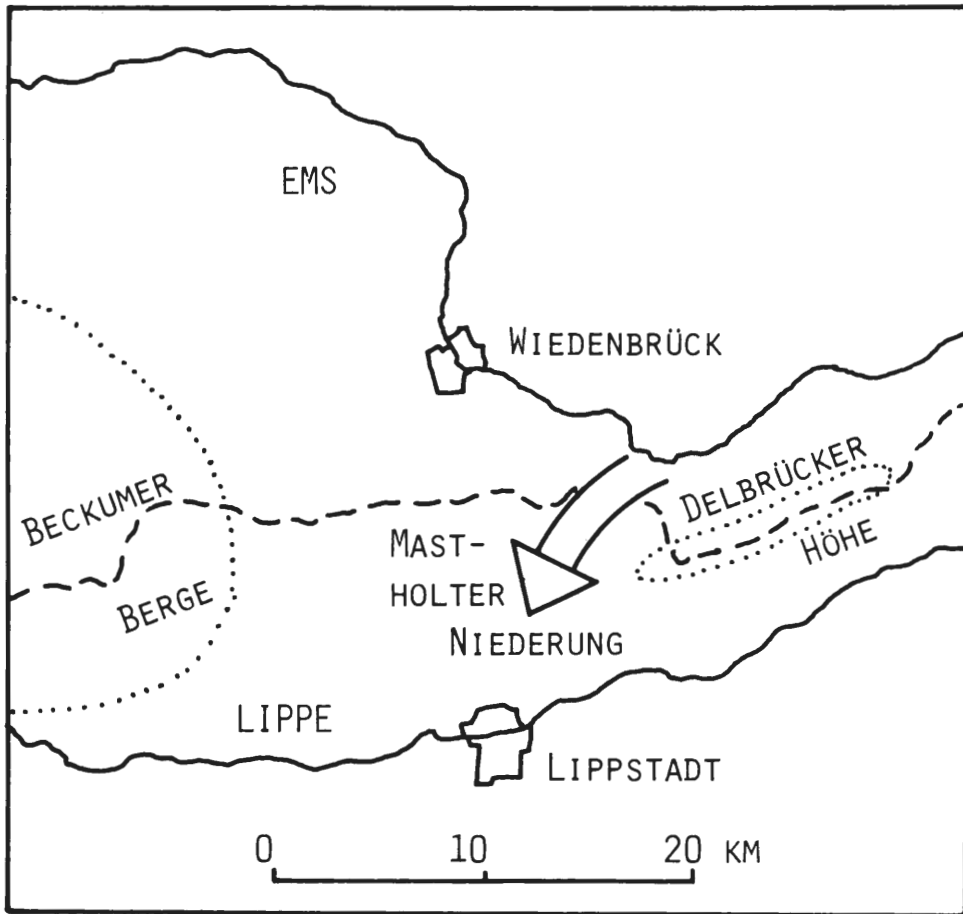 EMS
WIEDENBRÜCK
BECKUMER
BERGE
DELBRÜCKER
HÖHE
MAST-
HOLTER
NIEDERUNG
LIPPE
LIPPSTADT
0 10 20 KM